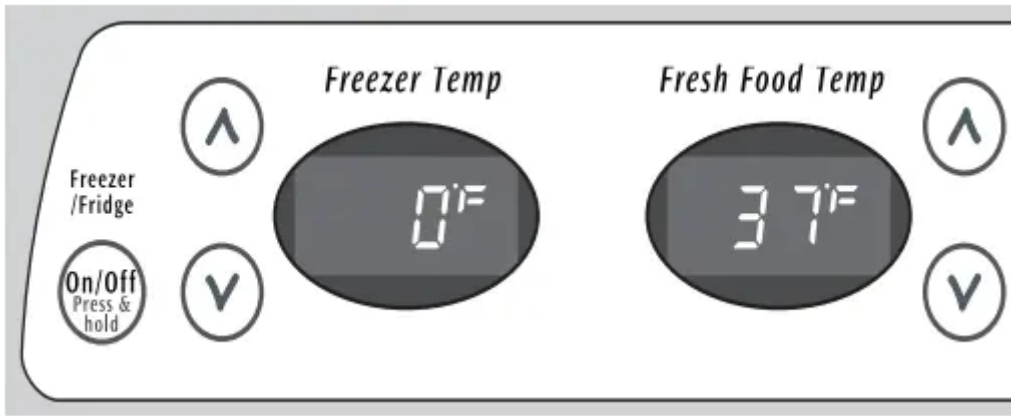 Freezer Temp
Fresh Food Temp
Freezer
/Fridge
0°F
37°F
On/Off
Press &
hold